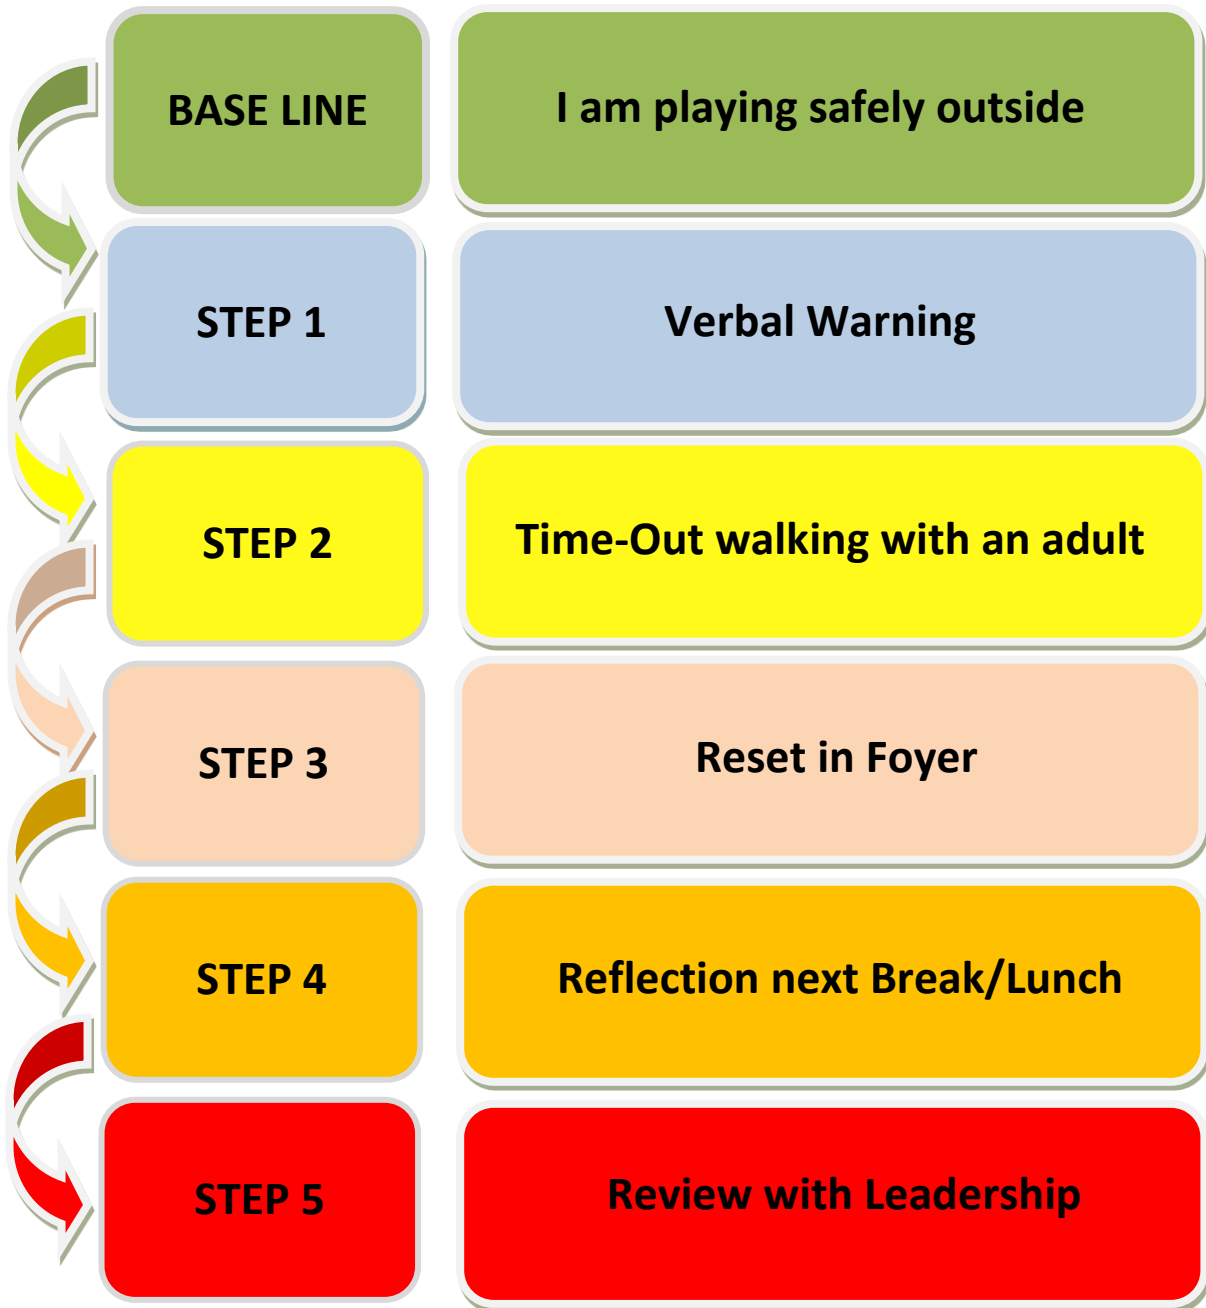 BASE LINE
I am playing safely outside
STEP 1
Verbal Warning
STEP 2
Time-Out walking with an adult
STEP 3
Reset in Foyer
STEP 4
Reflection next Break/Lunch
STEP 5
Review with Leadership